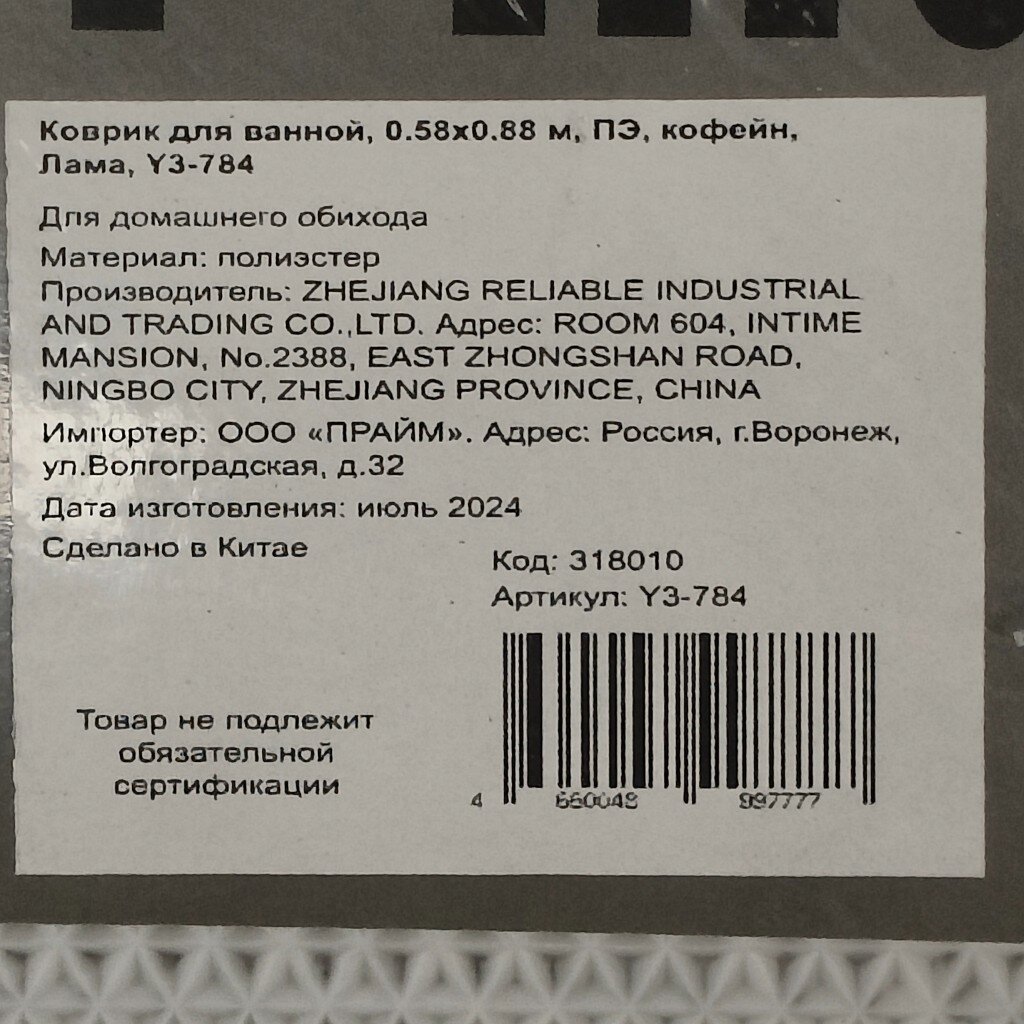 Коврик для ванной, 0.58x0.88 м, ПЭ, кофейн,
Лама, Y3-784
Для домашнего обихода
Материал: полиэстер
Производитель: ZHEJIANG RELIABLE INDUSTRIAL
AND TRADING CO.,LTD. Адрес: ROOM 604, INTIME
MANSION, No.2388, EAST ZHONGSHAN ROAD,
NINGBO CITY, ZHEJIANG PROVINCE, CHINA
Импортер: ООО «ПРАЙМ». Адрес: Россия, г.Воронеж,
ул.Волгоградская, д.32
Дата изготовления: июль 2024
Сделано в Китае
Код: 318010
Артикул: Y3-784
Товар не подлежит
обязательной
сертификации
4 660048 997777